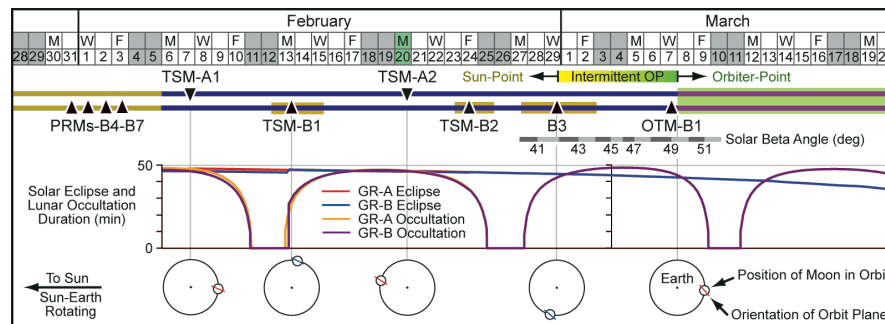 February March
M W F M W F M W F M W F M W F M W F M W F M
28 29 30 31 1 2 3 4 5 6 7 8 9 10 11 12 13 14 15 16 17 18 19 20 21 22 23 24 25 26 27 28 29 1 2 3 4 5 6 7 8 9 10 11 12 13 14 15 16 17 18 19
TSM-A1 TSM-A2 Sun-Point Intermittent OP Orbiter-Point
PRMs-B4-B7 TSM-B1 TSM-B2 B3 OTM-B1
41 43 45 47 49 51 Solar Beta Angle (deg)
50
Solar Eclipse and
Lunar Occultation
Duration (min)
0
GR-A Eclipse
GR-B Eclipse
GR-A Occultation
GR-B Occultation
To Sun
Sun-Earth
Rotating
Earth
Position of Moon in Orbi
Orientation of Orbit Plane